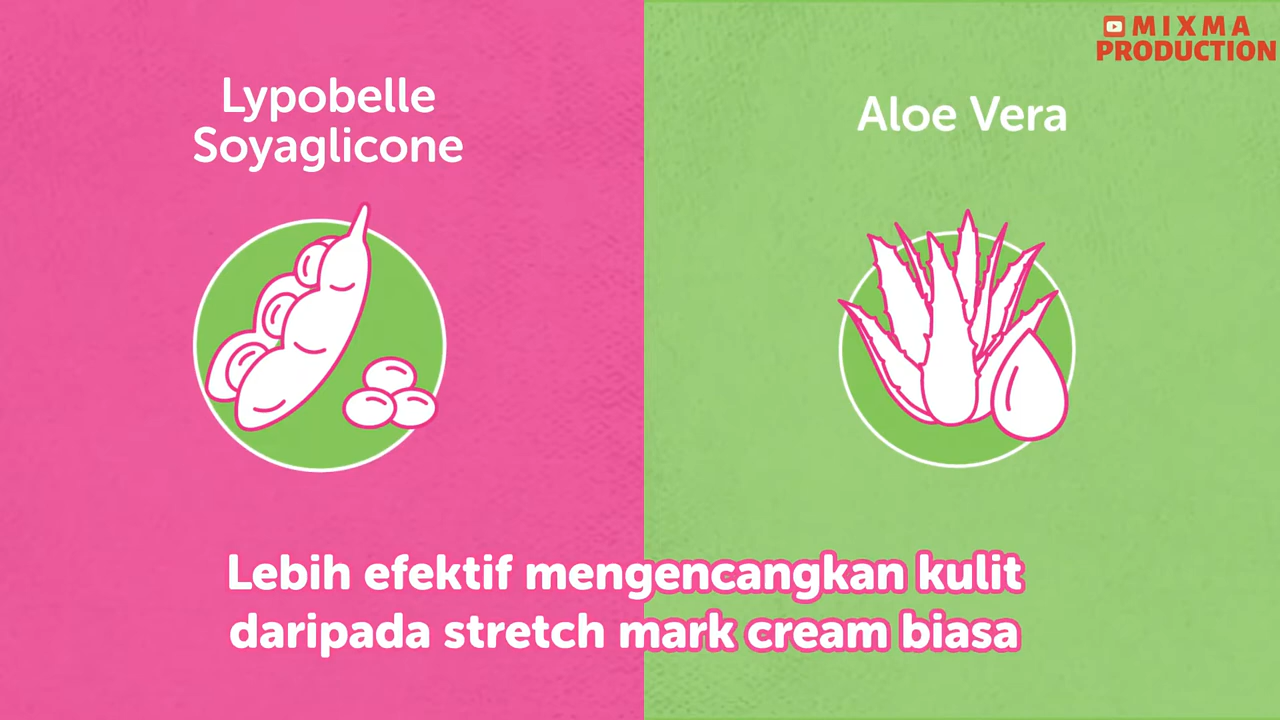 MIXMA
PRODUCTION
Lypobelle
Soyaglicone
Aloe Vera
Lebih efektif mengencangkan kulit
daripada stretch mark cream biasa